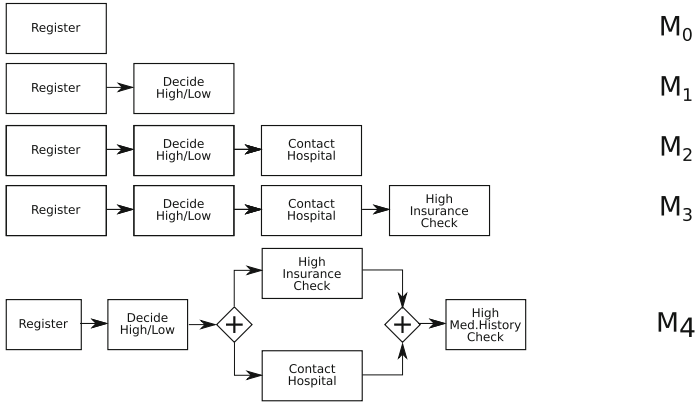 Register
M0
Register
Decide
High/Low
M1
Register
Decide
High/Low
Contact
Hospital
M2
Register
Decide
High/Low
Contact
Hospital
High
Insurance
Check
M3
High
Insurance
Check
Register
Decide
High/Low
High
Med.History
Check
M4
Contact
Hospital